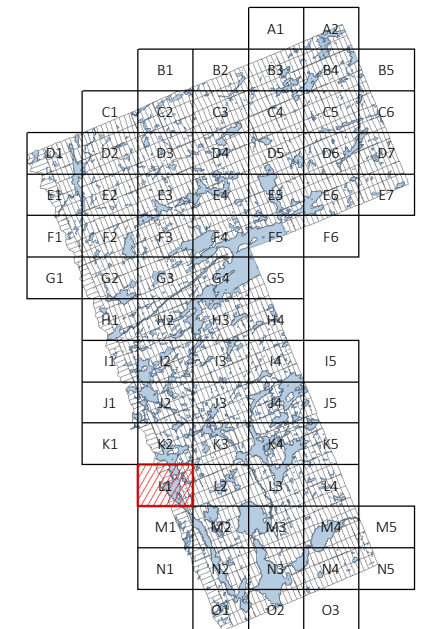 A1 A2
B1 B2 B3 B4 B5
C1 C2 C3 C4 C5 C6
D1 D2 D3 D4 D5 D6 D7
E1 E2 E3 E4 E5 E6 E7
F1 F2 F3 F4 F5 F6
G1 G2 G3 G4 G5
H1 H2 H3 H4
I1 I2 I3 I4 I5
J1 J2 J3 J4 J5
K1 K2 K3 K4 K5
L1 L2 L3 L4
M1 M2 M3 M4 M5
N1 N2 N3 N4 N5
O1 O2 O3